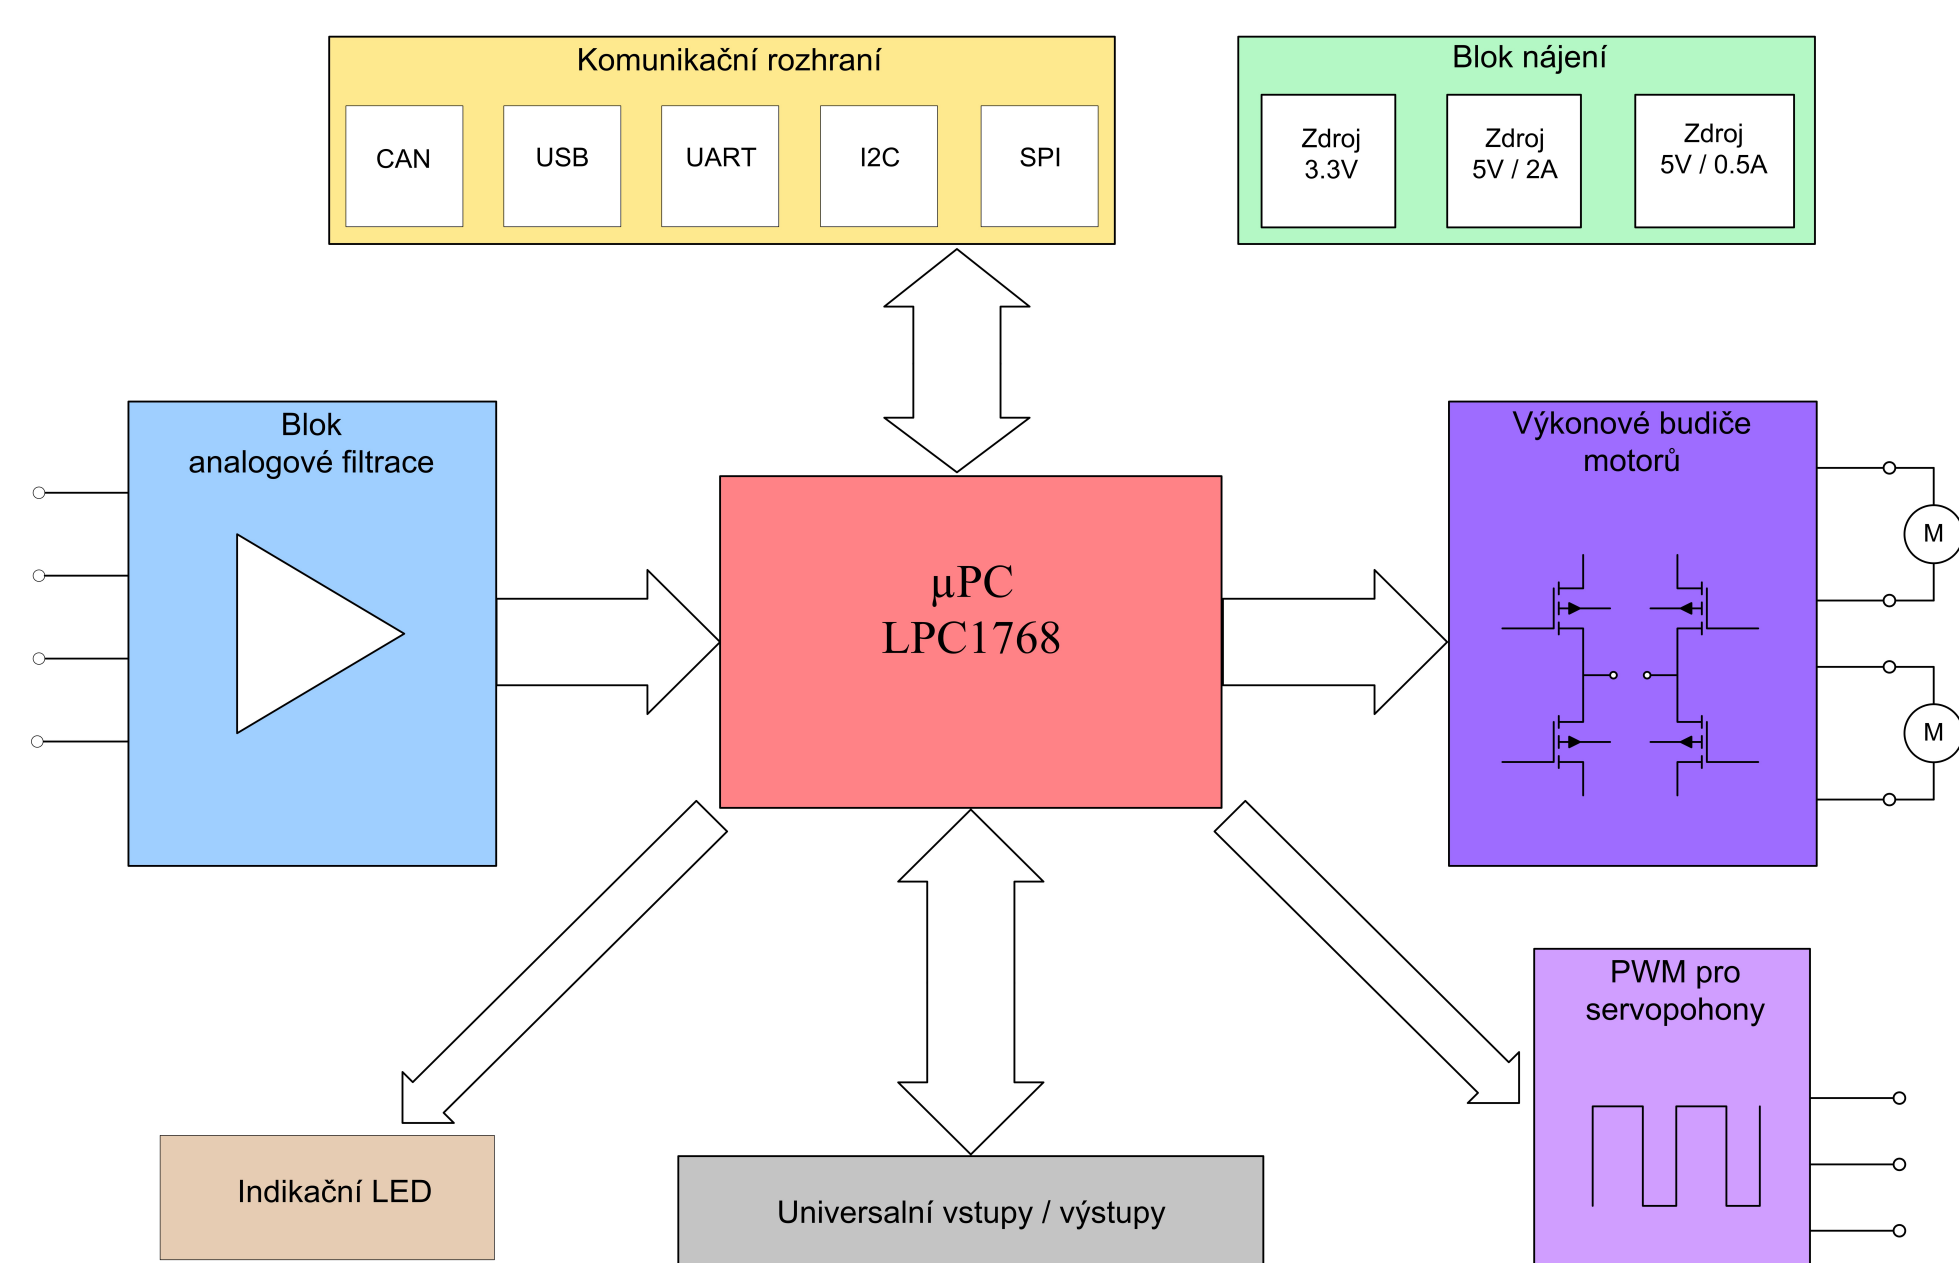 Komunikační rozhraní
CAN
USB
UART
I2C
SPI
Blok nájení
Zdroj
3.3V
Zdroj
5V / 2A
Zdroj
5V / 0.5A
Blok
analogové filtrace
µPC
LPC1768
Výkonové budiče
motorů
M
M
PWM pro
servopohony
Indikační LED
Universalní vstupy / výstupy